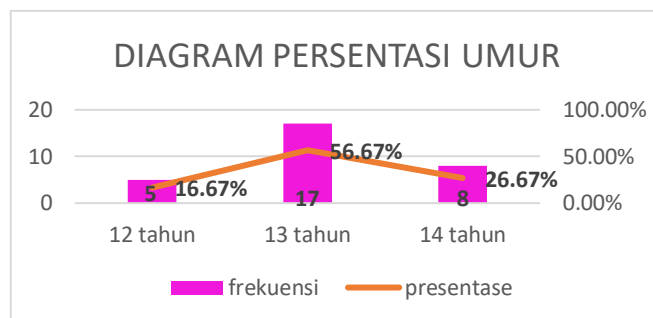 DIAGRAM PERSENTASI UMUR
20 100.00%
56.67%
10 50.00%
5 16.67% 26.67%
17 8
0 0.00%
12 tahun 13 tahun 14 tahun
frekuensi presentase